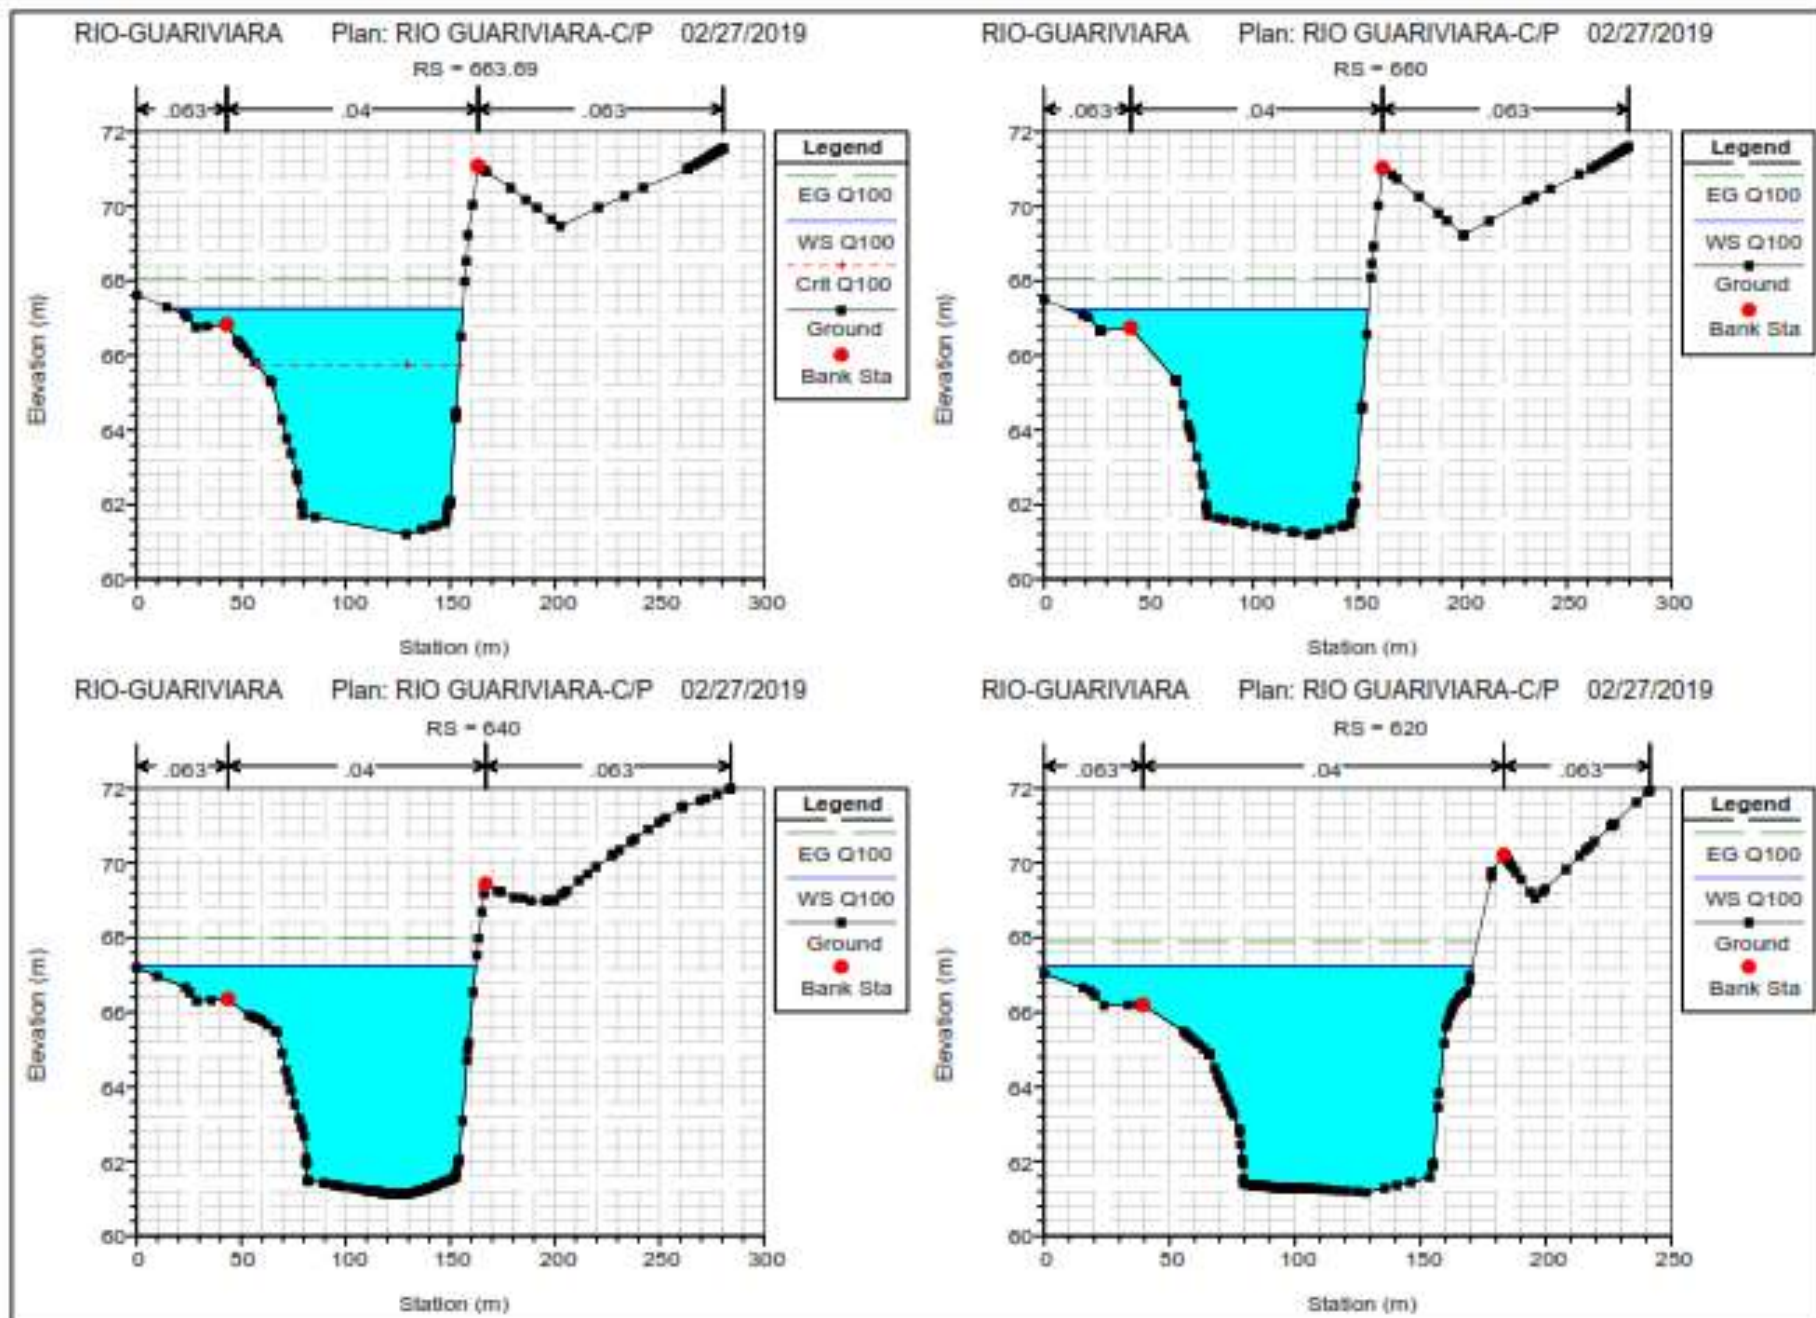 RIO-GUARIVIARA Plan: RIO GUARIVIARA-C/P 02/27/2019
RS = 663.69
.063 .04 .063
72
70
68
66
64
62
60
0 50 100 150 200 250 300
Elevation (m)
Station (m)
Legend
EG Q100
WS Q100
Crit Q100
Ground
Bank Sta
RIO-GUARIVIARA Plan: RIO GUARIVIARA-C/P 02/27/2019
RS = 660
.063 .04 .063
72
70
68
66
64
62
60
0 50 100 150 200 250 300
Elevation (m)
Station (m)
Legend
EG Q100
WS Q100
Ground
Bank Sta
RIO-GUARIVIARA Plan: RIO GUARIVIARA-C/P 02/27/2019
RS = 640
.063 .04 .063
72
70
68
66
64
62
60
0 50 100 150 200 250 300
Elevation (m)
Station (m)
Legend
EG Q100
WS Q100
Ground
Bank Sta
RIO-GUARIVIARA Plan: RIO GUARIVIARA-C/P 02/27/2019
RS = 620
.063 .04 .063
72
70
68
66
64
62
60
0 50 100 150 200 250
Elevation (m)
Station (m)
Legend
EG Q100
WS Q100
Ground
Bank Sta